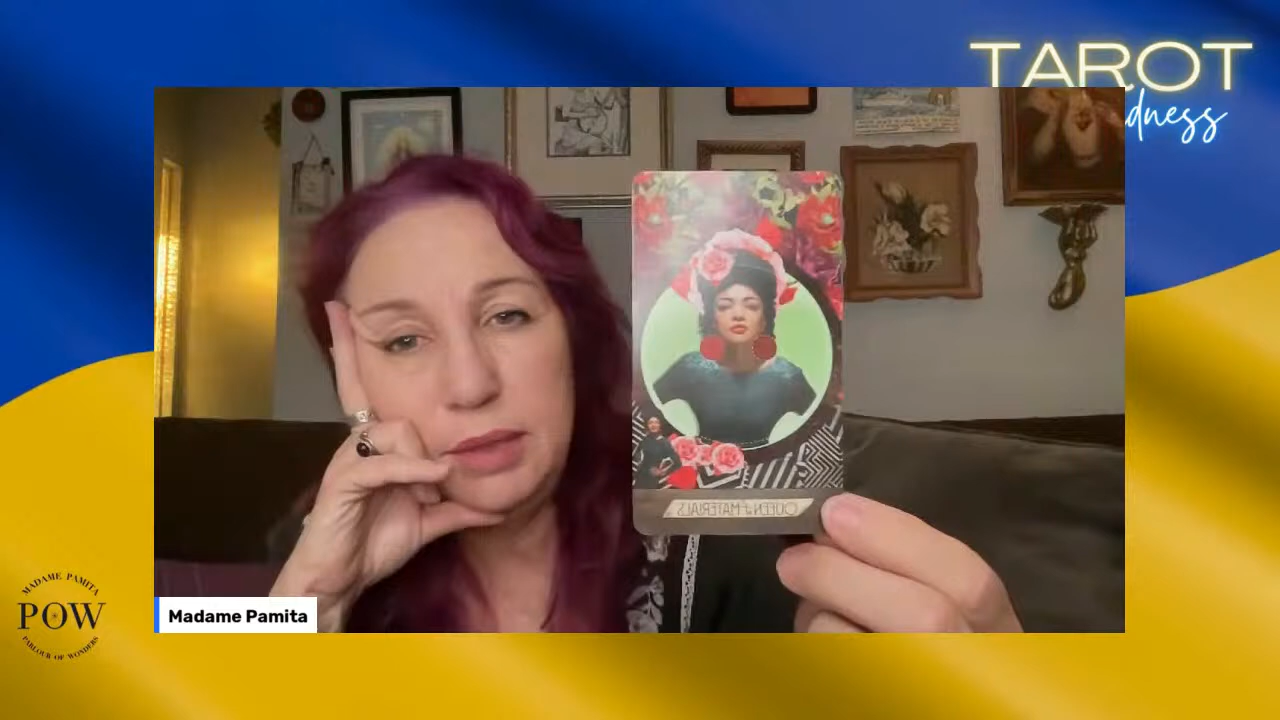 TAROT
dness
QUEEN of MATERIALS
Madame Pamita
MADAME PAMITA
POW
PARLOUR OF WONDERS